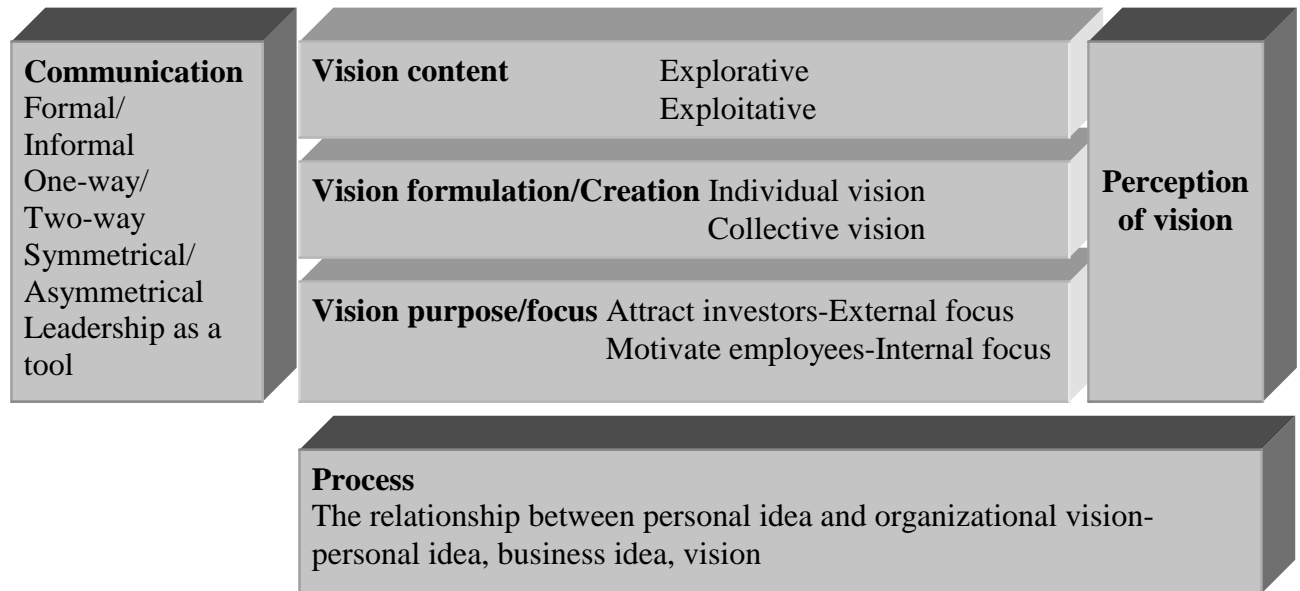 Communication
Formal/
Informal
One-way/
Two-way
Symmetrical/
Asymmetrical
Leadership as a
tool
Vision content Explorative
Exploitative
Vision formulation/Creation Individual vision
Collective vision
Vision purpose/focus Attract investors-External focus
Motivate employees-Internal focus
Perception
of vision
Process
The relationship between personal idea and organizational vision-
personal idea, business idea, vision